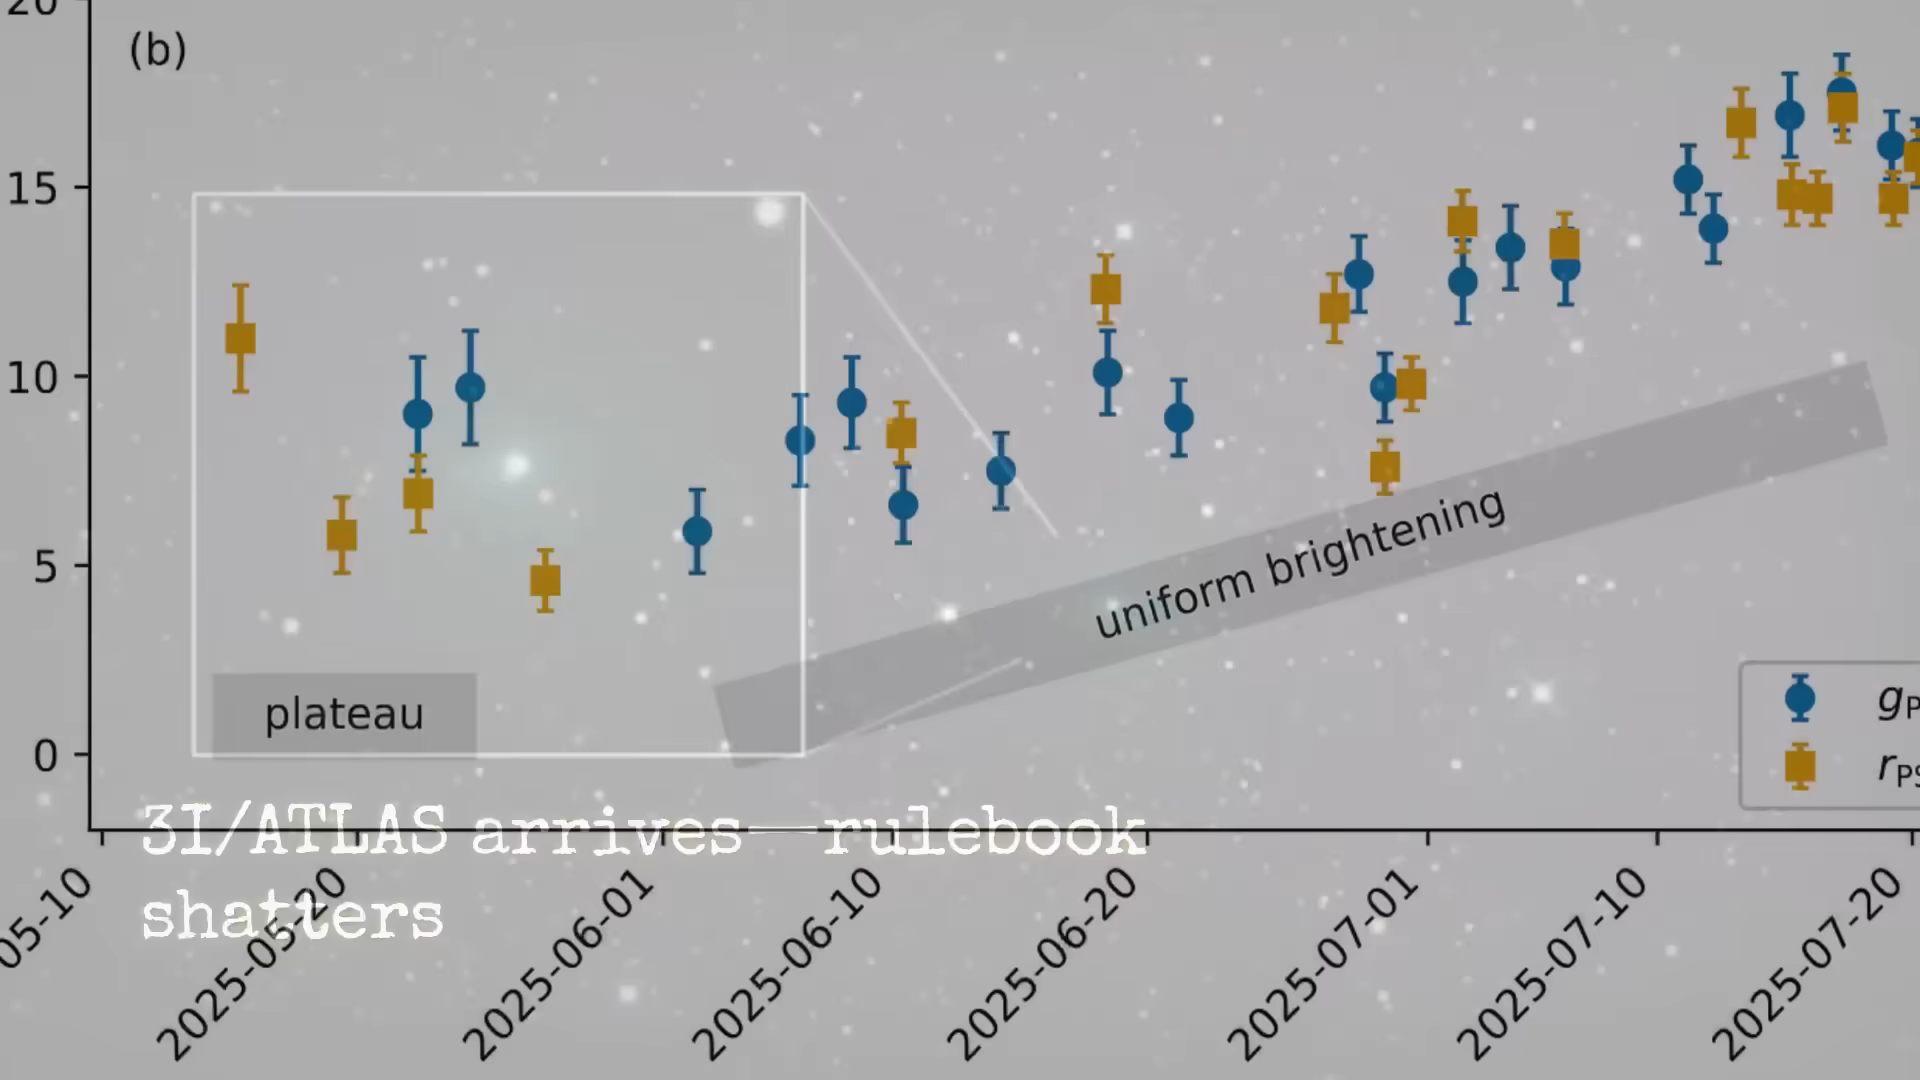 20
(b)
15
10
5
0
plateau
uniform brightening
g
r
3I/ATLAS arrives—rulebook
shatters
05-10
2025-05-20
2025-06-01
2025-06-10
2025-06-20
2025-07-01
2025-07-10
2025-07-20